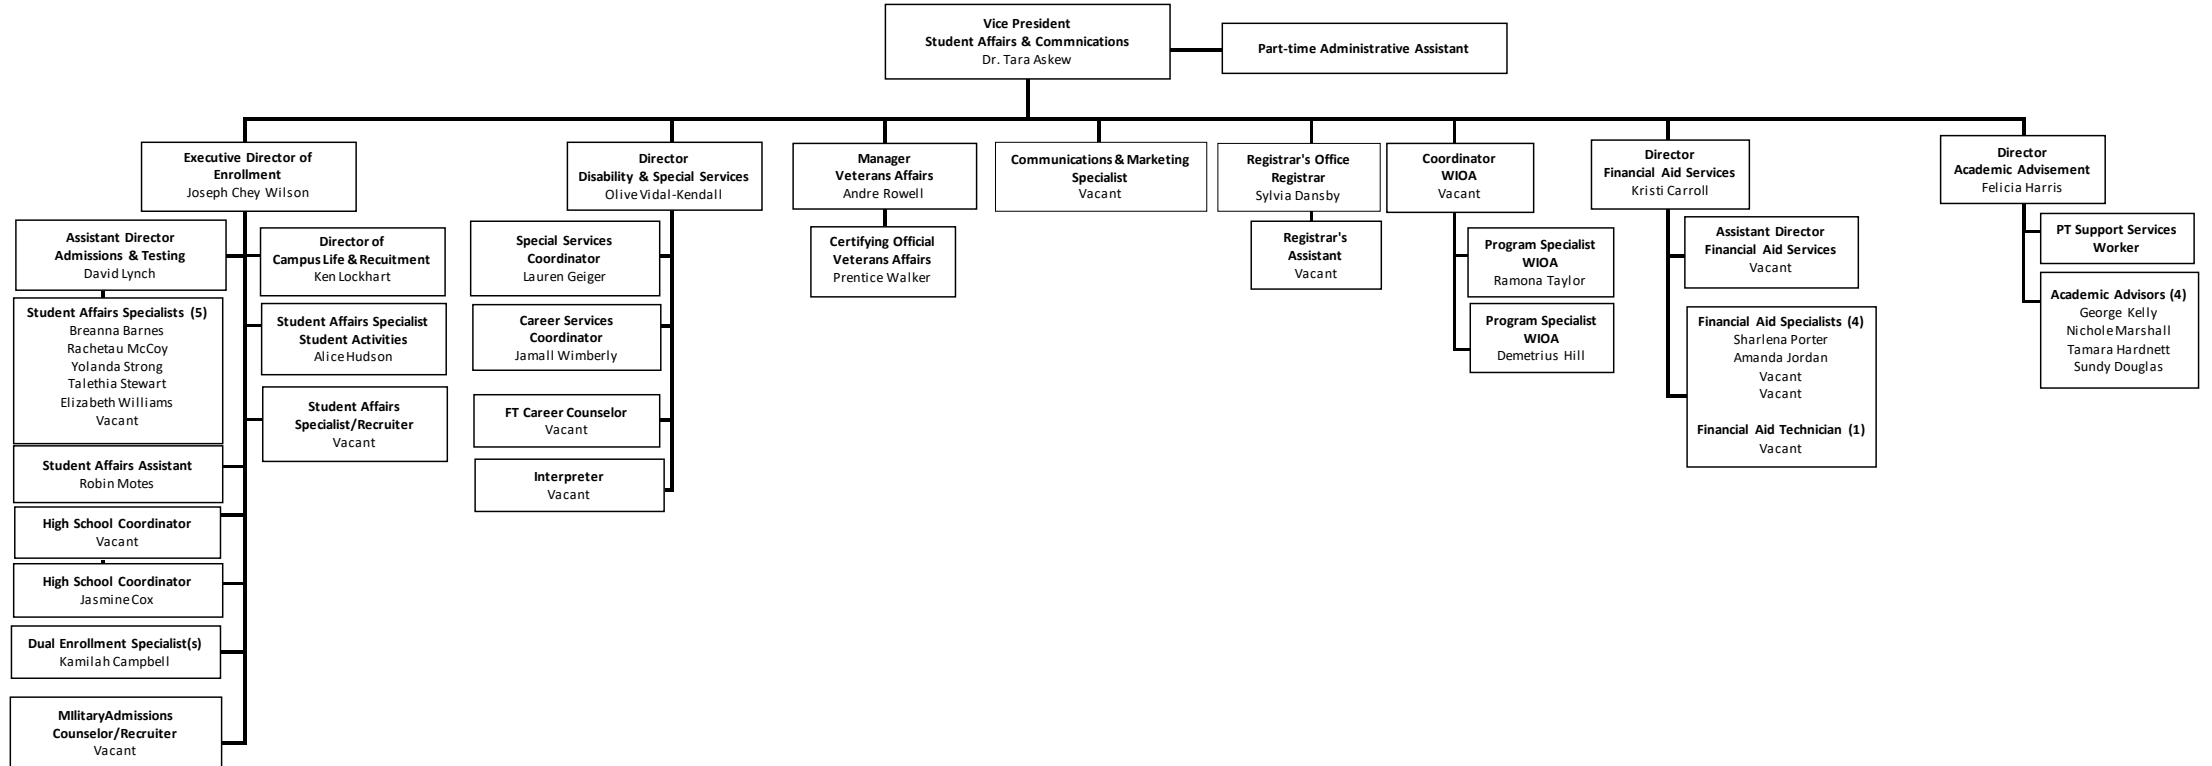 Vice President
Student Affairs & Commnications
Dr. Tara Askew
Part-time Administrative Assistant
Executive Director of
Enrollment
Joseph Chey Wilson
Director
Disability & Special Services
Olive Vidal-Kendall
Manager
Veterans Affairs
Andre Rowell
Communications & Marketing
Specialist
Vacant
Registrar's Office
Registrar
Sylvia Dansby
Coordinator
WIOA
Vacant
Director
Financial Aid Services
Kristi Carroll
Director
Academic Advisement
Felicia Harris
Assistant Director
Admissions & Testing
David Lynch
Student Affairs Specialists (5)
Breanna Barnes
Rachetau McCoy
Yolanda Strong
Talethia Stewart
Elizabeth Williams
Vacant
Student Affairs Assistant
Robin Motes
High School Coordinator
Vacant
High School Coordinator
Jasmine Cox
Dual Enrollment Specialist(s)
Kamilah Campbell
MIlitaryAdmissions
Counselor/Recruiter
Vacant
Director of
Campus Life & Recuitment
Ken Lockhart
Student Affairs Specialist
Student Activities
Alice Hudson
Student Affairs
Specialist/Recruiter
Vacant
Special Services
Coordinator
Lauren Geiger
Career Services
Coordinator
Jamall Wimberly
FT Career Counselor
Vacant
Interpreter
Vacant
Certifying Official
Veterans Affairs
Prentice Walker
Registrar's
Assistant
Vacant
Program Specialist
WIOA
Ramona Taylor
Program Specialist
WIOA
Demetrius Hill
Assistant Director
Financial Aid Services
Vacant
Financial Aid Specialists (4)
Sharlena Porter
Amanda Jordan
Vacant
Vacant
Financial Aid Technician (1)
Vacant
PT Support Services
Worker
Academic Advisors (4)
George Kelly
Nichole Marshall
Tamara Hardnett
Sundy Douglas